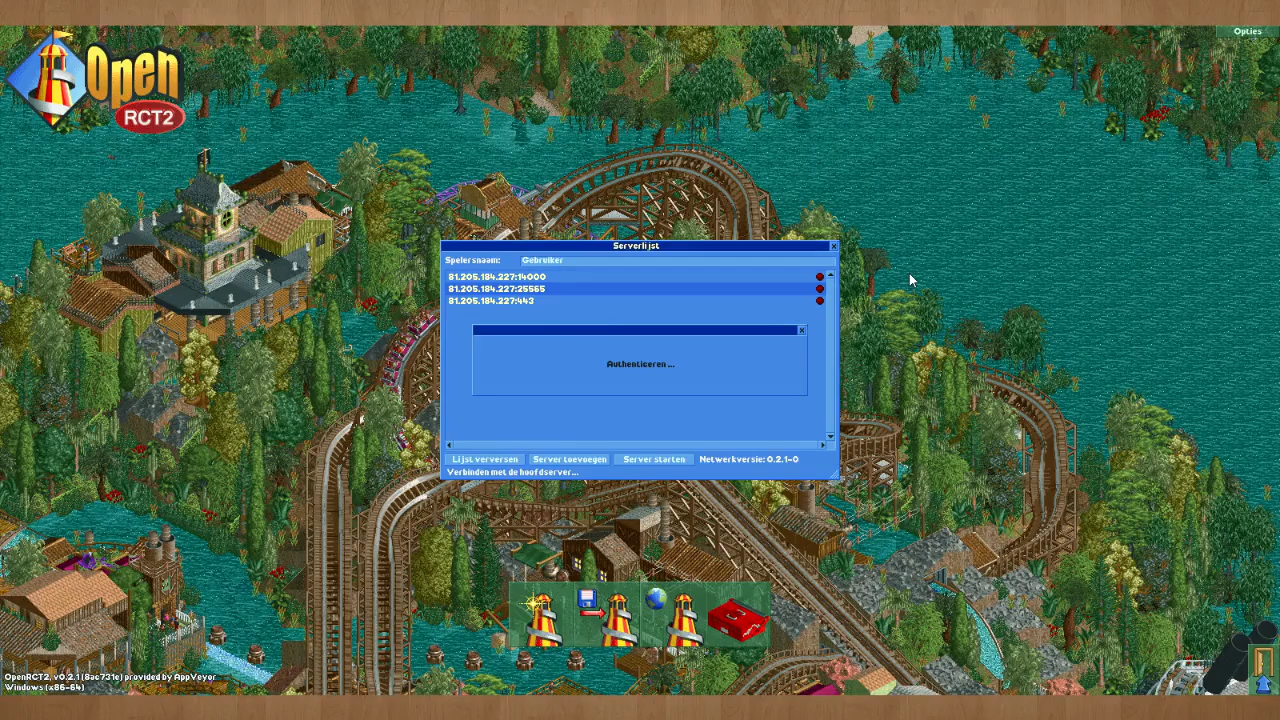 Open
RCT2
Opties
Serverlijst
Spelersnaam: Gebruiker
81.205.184.227:14000
81.205.184.227:25565
81.205.184.227:443
Authenticeren ...
Lijst verversen Server toevoegen Server starten Netwerkversie: 0.2.1-0
Verbinden met de hoofdserver...
OpenRCT2, v0.2.1 (8ac731e) provided by AppVeyor
Windows (x86-64)